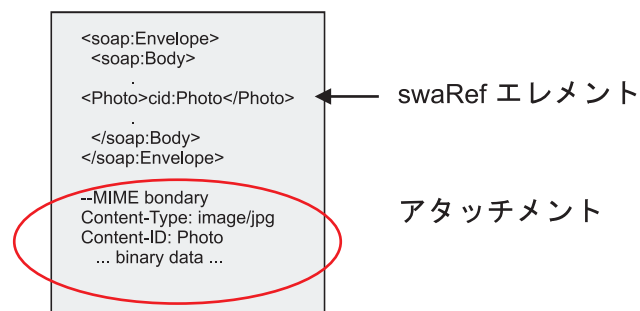 <soap:Envelope>
<soap:Body>
.
<Photo>cid:Photo</Photo>
swaRef エレメント
.
</soap:Body>
</soap:Envelope>
--MIME bondary
Content-Type: image/jpg
アタッチメント
Content-ID: Photo
... binary data ...